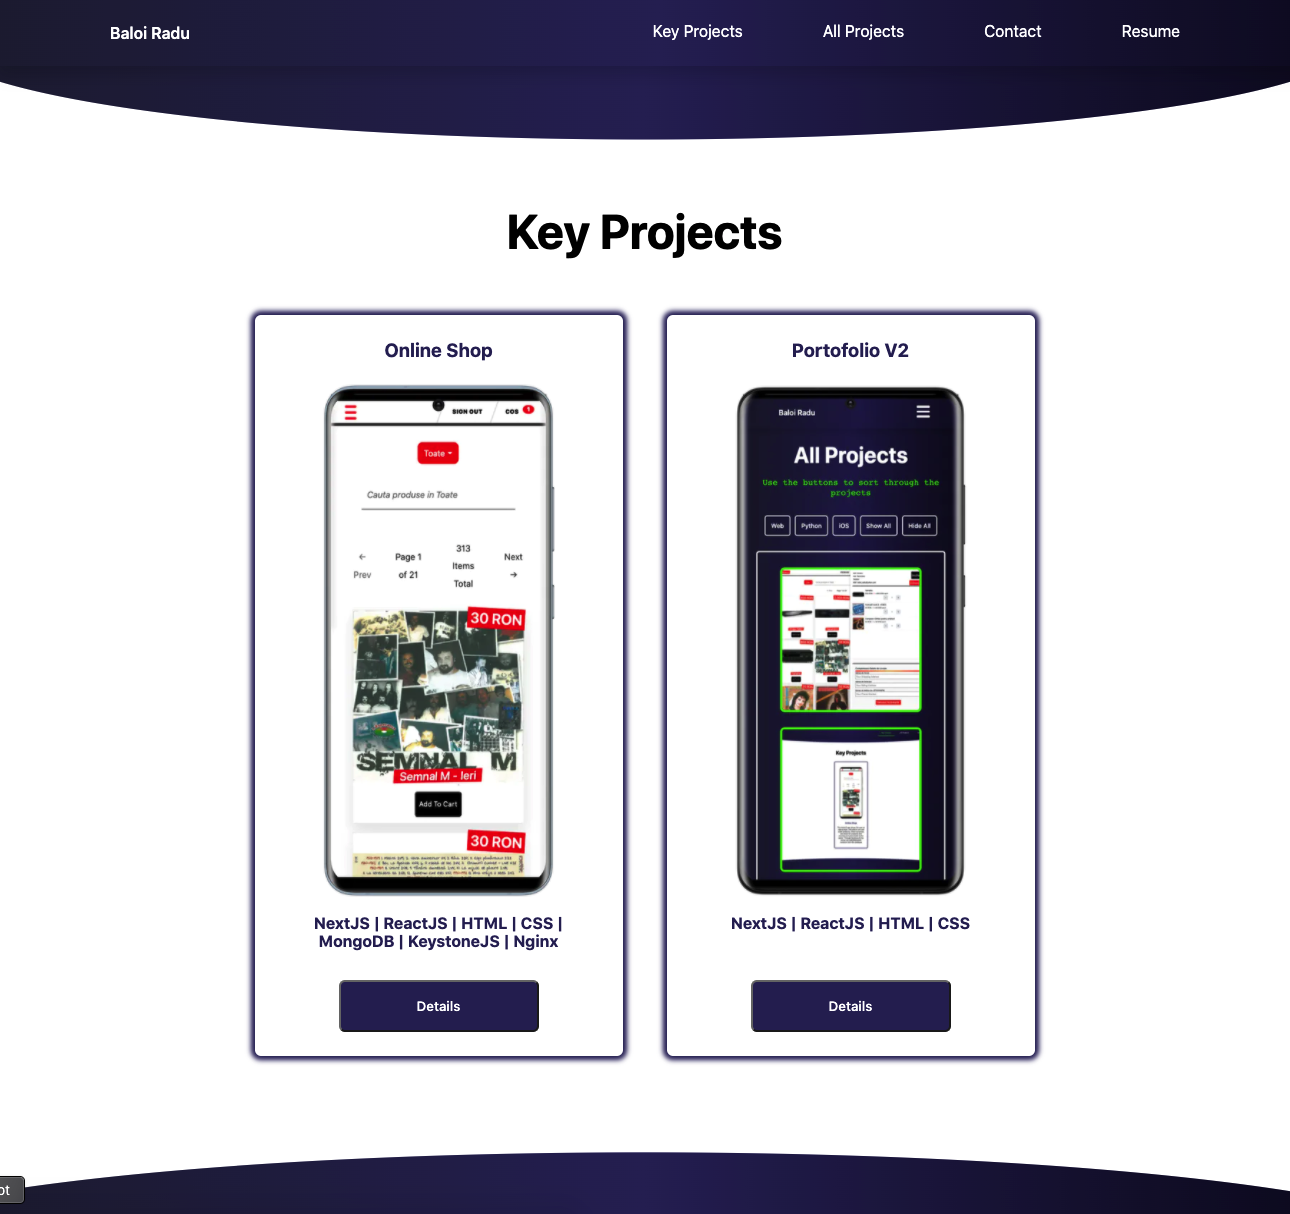 Baloi Radu
Key Projects
All Projects
Contact
Resume
Key Projects
Online Shop
SIGN OUT
COS
1
Toate
Cauta produse in Toate
←
Prev
Page 1
of 21
313
Items
Total
Next
→
30 RON
SEMNAL M
Semnal M - Ieri
Add To Cart
30 RON
NextJS | ReactJS | HTML | CSS |
MongoDB | KeystoneJS | Nginx
Details
Portofolio V2
Baloi Radu
All Projects
Use the buttons to sort through the
projects
Web
Python
IOS
Show All
Hide All
Key Projects
NextJS | ReactJS | HTML | CSS
Details